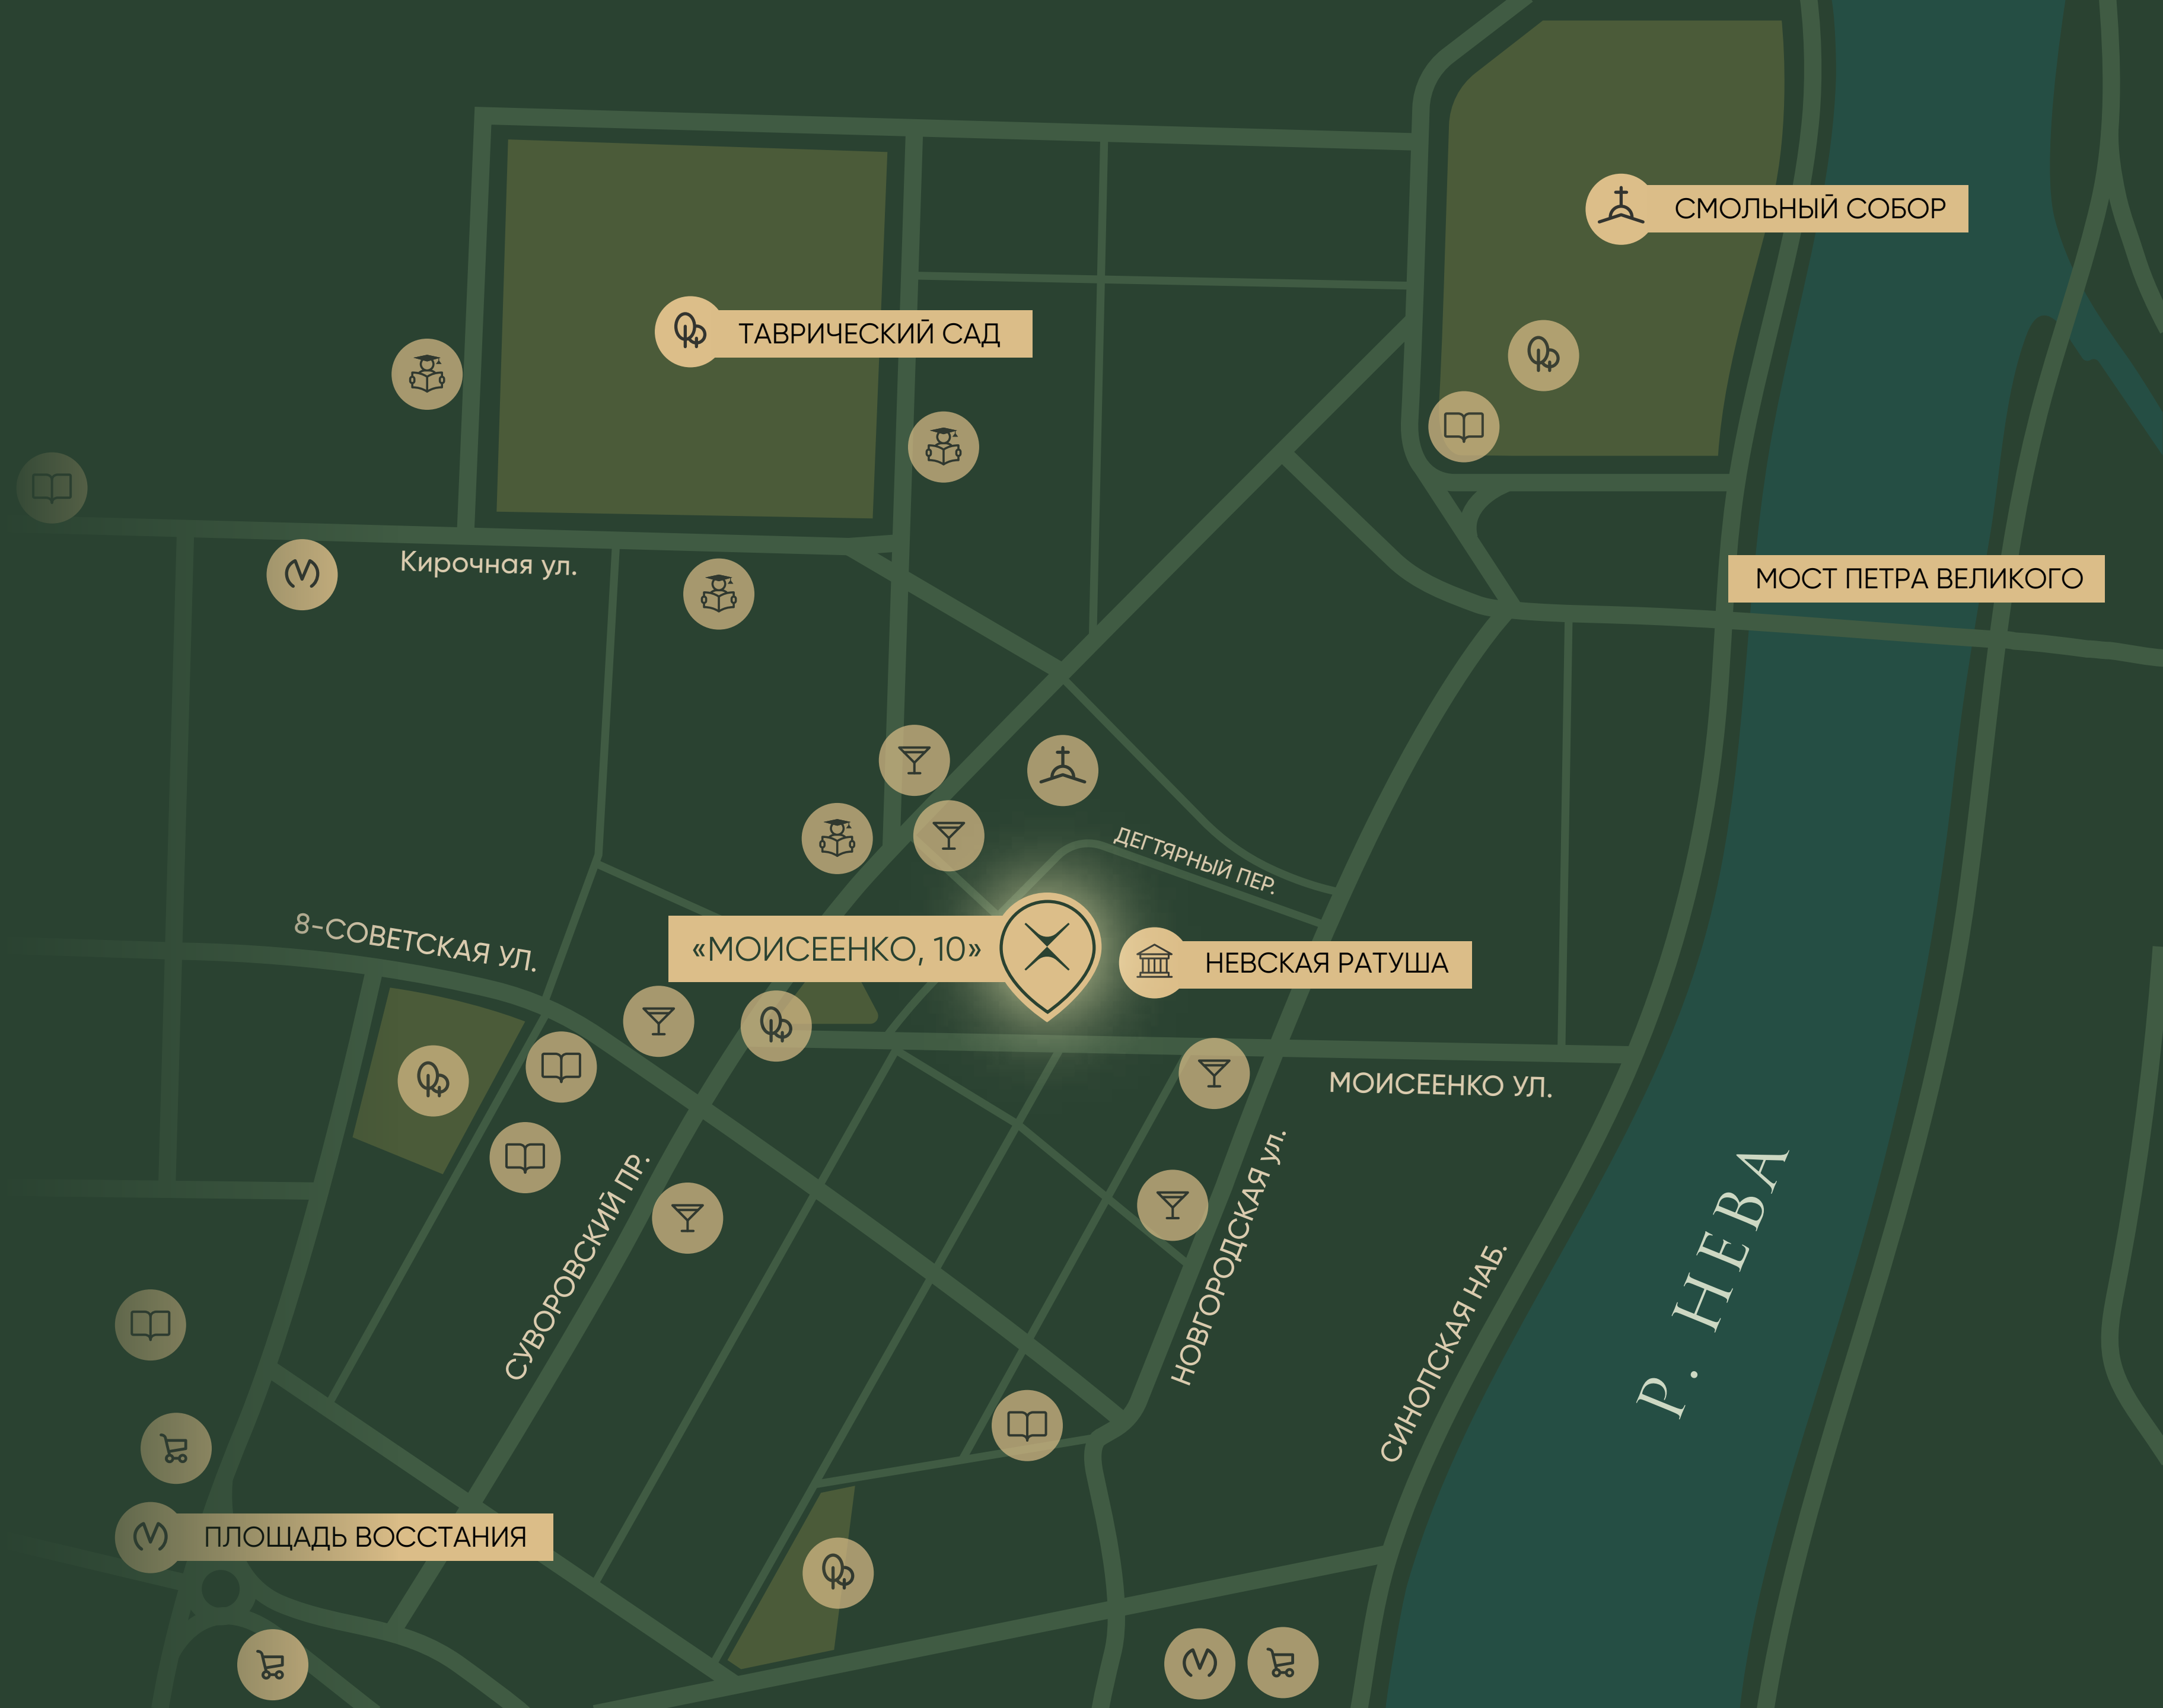 СМОЛЬНЫЙ СОБОР
ТАВРИЧЕСКИЙ САД
Кирочная ул.
МОСТ ПЕТРА ВЕЛИКОГО
ДЕГТЯРНЫЙ ПЕР.
8-СОВЕТСКАЯ УЛ.
«МОИСЕЕНКО, 10»
НЕВСКАЯ РАТУША
МОИСЕЕНКО УЛ.
СУВОРОВСКИЙ ПР.
НОВГОРОДСКАЯ ул.
СИНОПСКАЯ НАБ.
Р. НЕВА
ПЛОЩАДЬ ВОССТАНИЯ